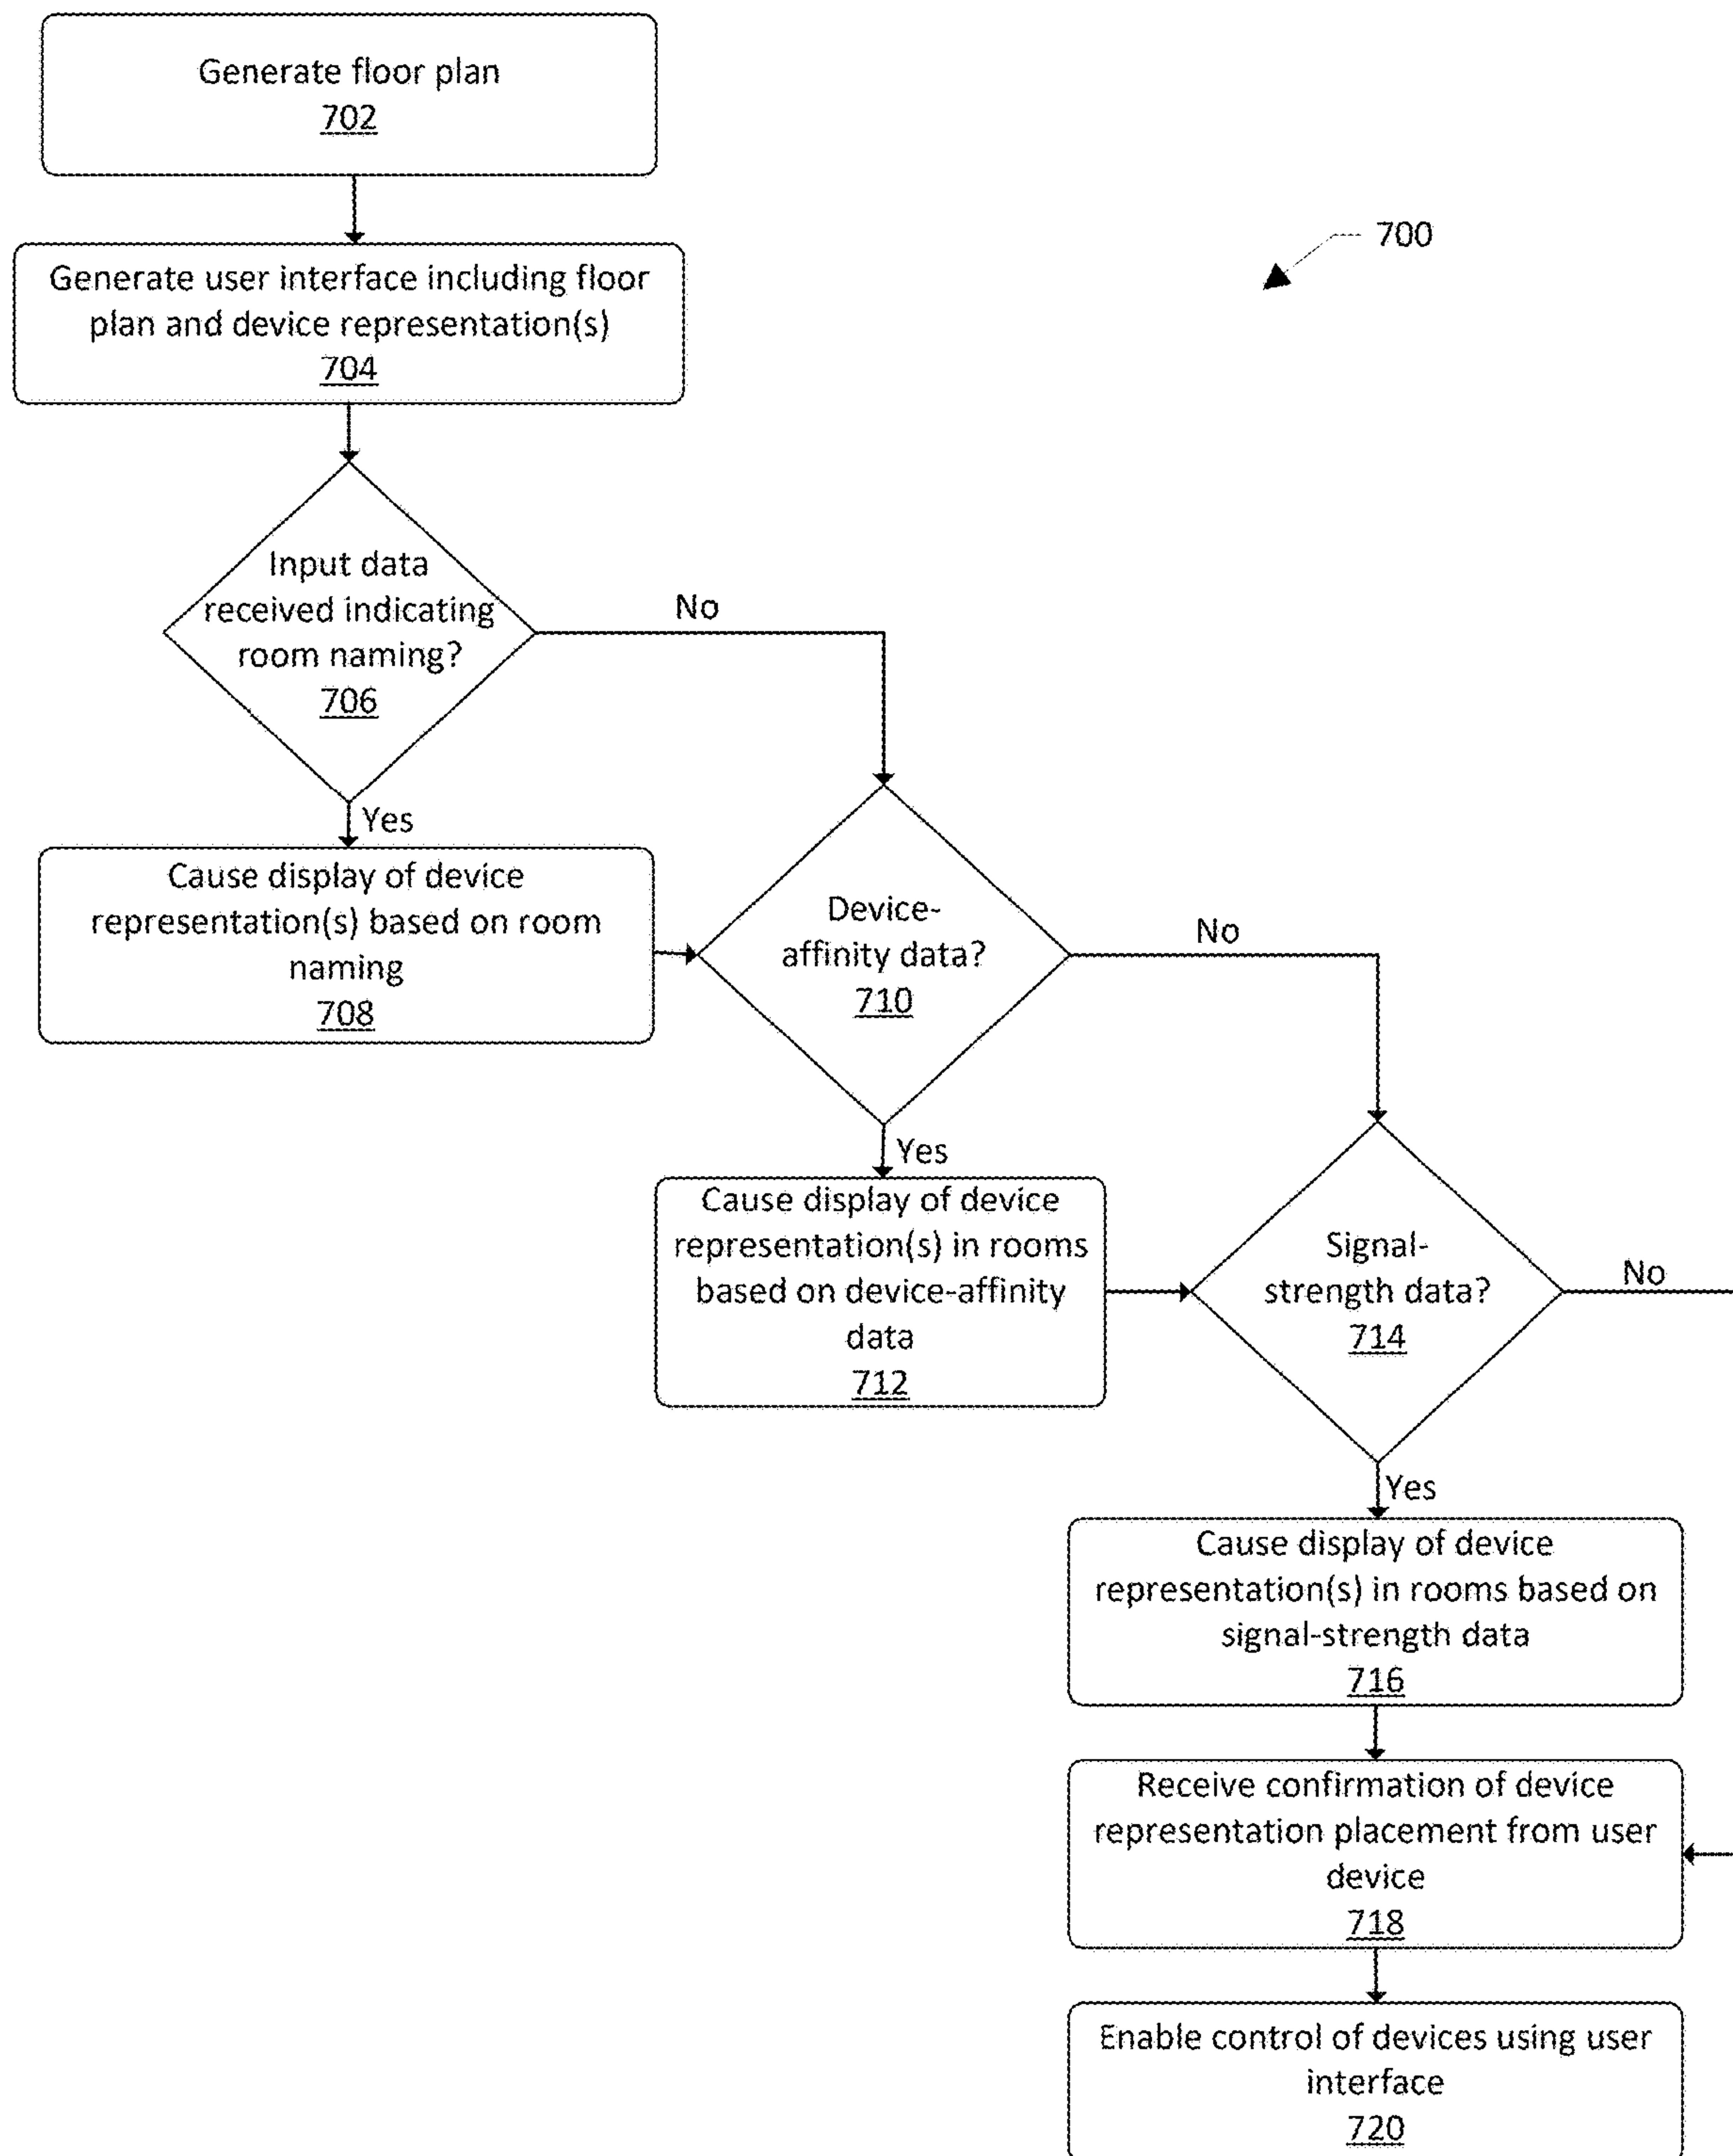 Generate floor plan
702
700
Generate user interface including floor
plan and device representation(s)
704
Input data
received indicating
room naming?
706
No
Yes
Cause display of device
representation(s) based on room
naming
708
Device-
affinity data?
710
No
Yes
Cause display of device
representation(s) in rooms
based on device-affinity
data
712
Signal-
strength data?
714
No
Yes
Cause display of device
representation(s) in rooms based on
signal-strength data
716
Receive confirmation of device
representation placement from user
device
718
Enable control of devices using user
interface
720